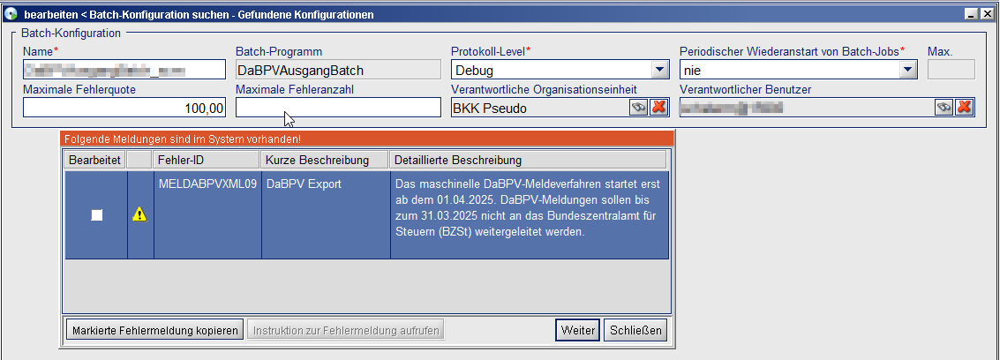 bearbeiten < Batch-Konfiguration suchen - Gefundene Konfigurationen
Batch-Konfiguration
Name* Batch-Programm Protokoll-Level* Periodischer Wiederanstart von Batch-Jobs* Max.
DaBPVAusgangBatch Debug nie
Maximale Fehlerquote Maximale Fehleranzahl Verantwortliche Organisationseinheit Verantwortlicher Benutzer
100,00 BKK Pseudo
Folgende Meldungen sind im System vorhanden!
Bearbeitet Fehler-ID Kurze Beschreibung Detaillierte Beschreibung
MELDABPVXML09 DaBPV Export Das maschinelle DaBPV-Meldeverfahren startet erst
ab dem 01.04.2025. DaBPV-Meldungen sollen bis
zum 31.03.2025 nicht an das Bundeszentralamt für
Steuern (BZSt) weitergeleitet werden.
Markierte Fehlermeldung kopieren Instruktion zur Fehlermeldung aufrufen Weiter Schließen